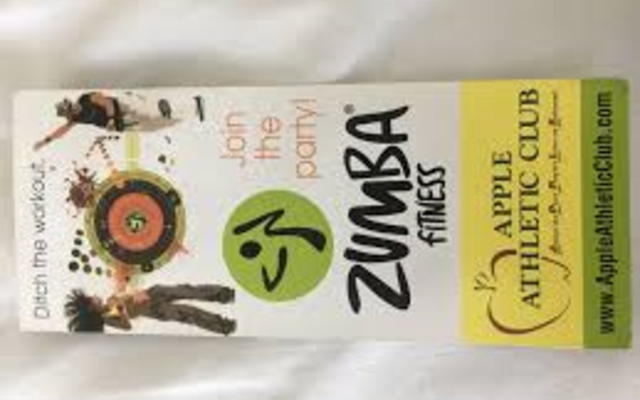 Ditch the workout,
Join
the
party!
ZUMBA®
FITNESS
APPLE
ATHLETIC CLUB
www.AppleAthleticClub.com